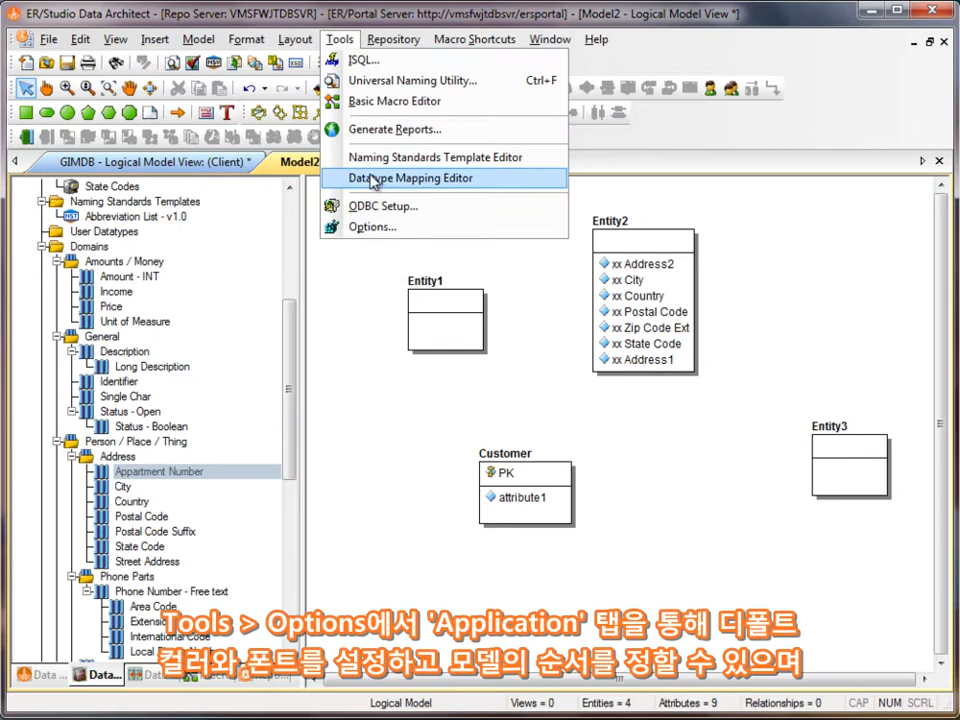 ER/Studio Data Architect - [Repo Server: VMSFWJTDBSVR] - [ER/Portal Server: http://vmsfwjtdbsvr/ersportal] - [Model2 - Logical Model View *]
File Edit View Insert Model Format Layout Tools Repository Macro Shortcuts Window Help
ISQL...
Universal Naming Utility... Ctrl+F
Basic Macro Editor
Generate Reports...
Naming Standards Template Editor
Datatype Mapping Editor
ODBC Setup...
Options...
GIMDB - Logical Model View: (Client) *
Model2
State Codes
Naming Standards Templates
Abbreviation List - v1.0
User Datatypes
Domains
Amounts / Money
Amount - INT
Income
Price
Unit of Measure
General
Description
Long Description
Identifier
Single Char
Status - Open
Status - Boolean
Person / Place / Thing
Address
Appartment Number
City
Country
Postal Code
Postal Code Suffix
State Code
Street Address
Phone Parts
Phone Number - Free text
Area Code
International Code
Entity1
Entity2
xx Address2
xx City
xx Country
xx Postal Code
xx Zip Code Ext
xx State Code
xx Address1
Customer
PK
attribute1
Entity3
Tools > Options에서 'Application' 탭을 통해 디폴트
컬러와 폰트를 설정하고 모델의 순서를 정할 수 있으며
Data... Data...
Logical Model Views = 0 Entities = 4 Attributes = 9 Relationships = 0 CAP NUM SCRL